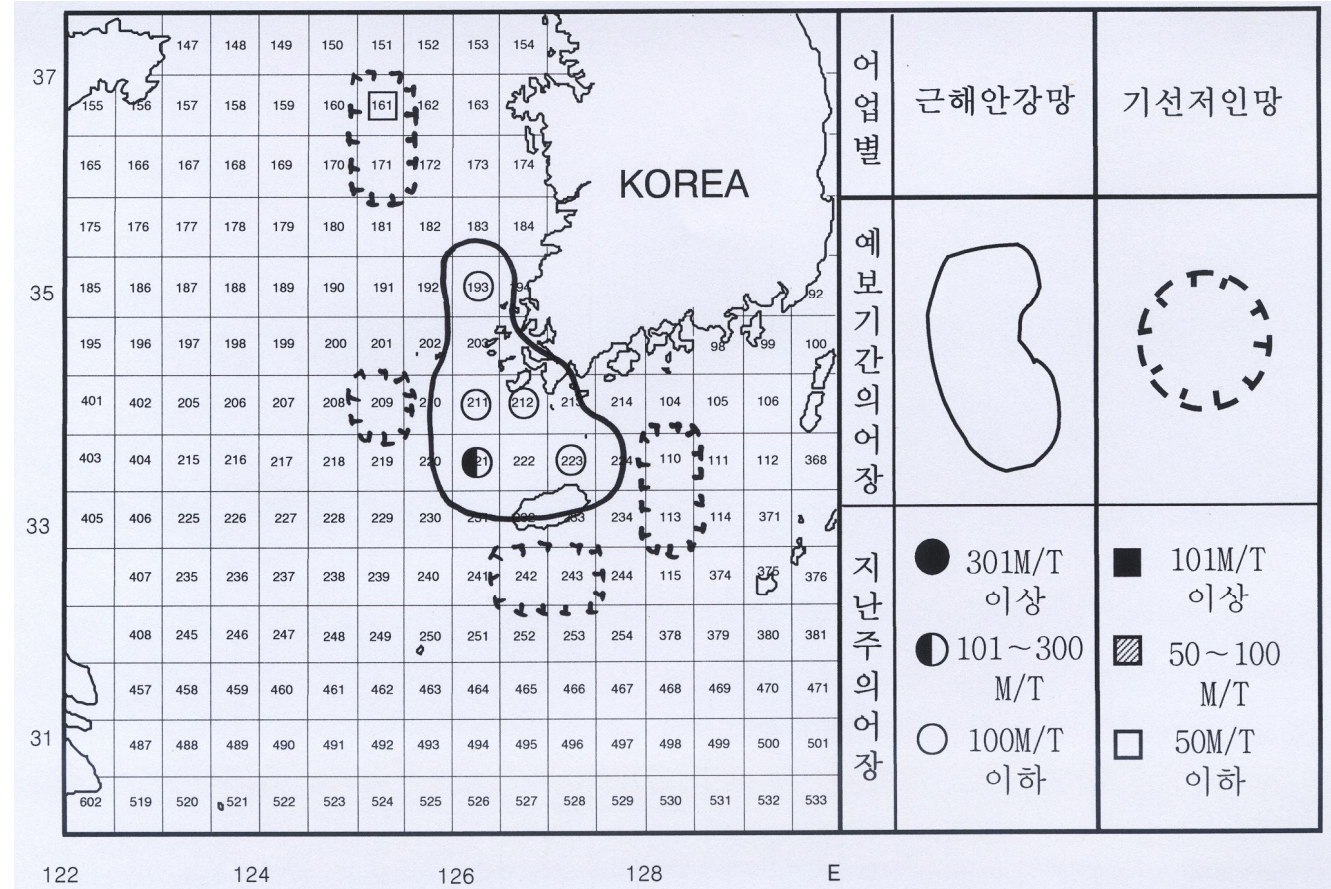 147 148 149 150 151 152 153 154
37
155 156 157 158 159 160 161 162 163
165 166 167 168 169 170 171 172 173 174
KOREA
175 176 177 178 179 180 181 182 183 184
35
185 186 187 188 189 190 191 192 193 194 92
195 196 197 198 199 200 201 202 203 98 99 100
401 402 205 206 207 208 209 210 211 212 213 214 104 105 106
403 404 215 216 217 218 219 220 221 222 223 224 110 111 112 368
33
405 406 225 226 227 228 229 230 231 232 233 234 113 114 371
407 235 236 237 238 239 240 241 242 243 244 115 374 375 376
408 245 246 247 248 249 250 251 252 253 254 378 379 380 381
457 458 459 460 461 462 463 464 465 466 467 468 469 470 471
31
487 488 489 490 491 492 493 494 495 496 497 498 499 500 501
602 519 520 521 522 523 524 525 526 527 528 529 530 531 532 533
122 124 126 128 E
어업별
근해안강망
기선저인망
예보기간의어장
지난주의어장
301M/T
이상
101~300
M/T
100M/T
이하
101M/T
이상
50~100
M/T
50M/T
이하